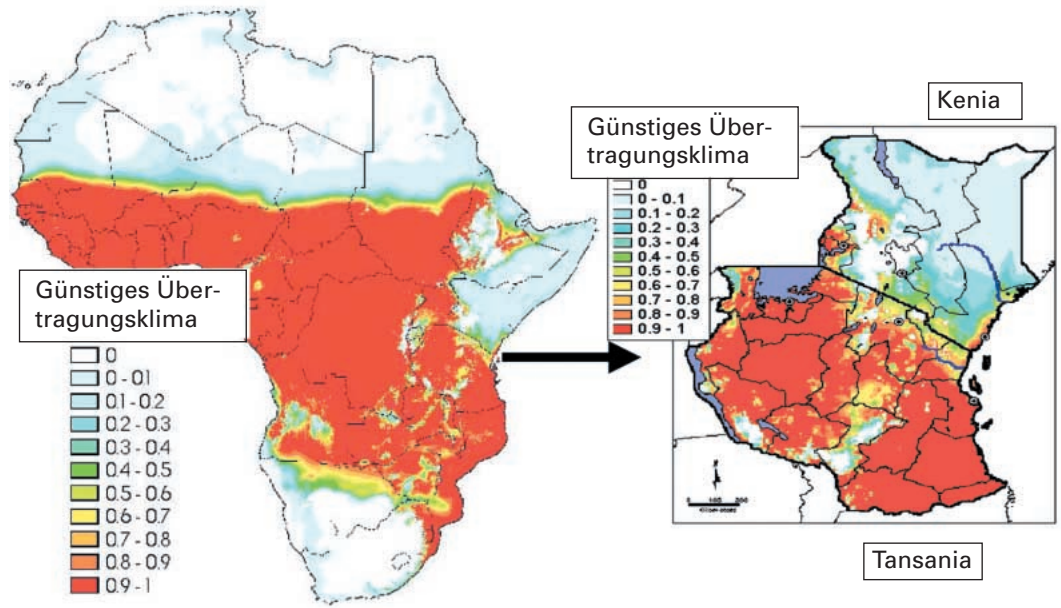 Günstiges Über-
tragungsklima
0
0 - 01
0.1 - 0.2
0.2 - 0.3
0.3 - 0.4
0.4 - 0.5
0.5 - 0.6
0.6 - 0.7
0.7 - 0.8
0.8 - 0.9
0.9 - 1
Günstiges Über-
tragungsklima
0
0 - 0.1
0.1 - 0.2
0.2 - 0.3
0.3 - 0.4
0.4 - 0.5
0.5 - 0.6
0.6 - 0.7
0.7 - 0.8
0.8 - 0.9
0.9 - 1
Kenia
Tansania